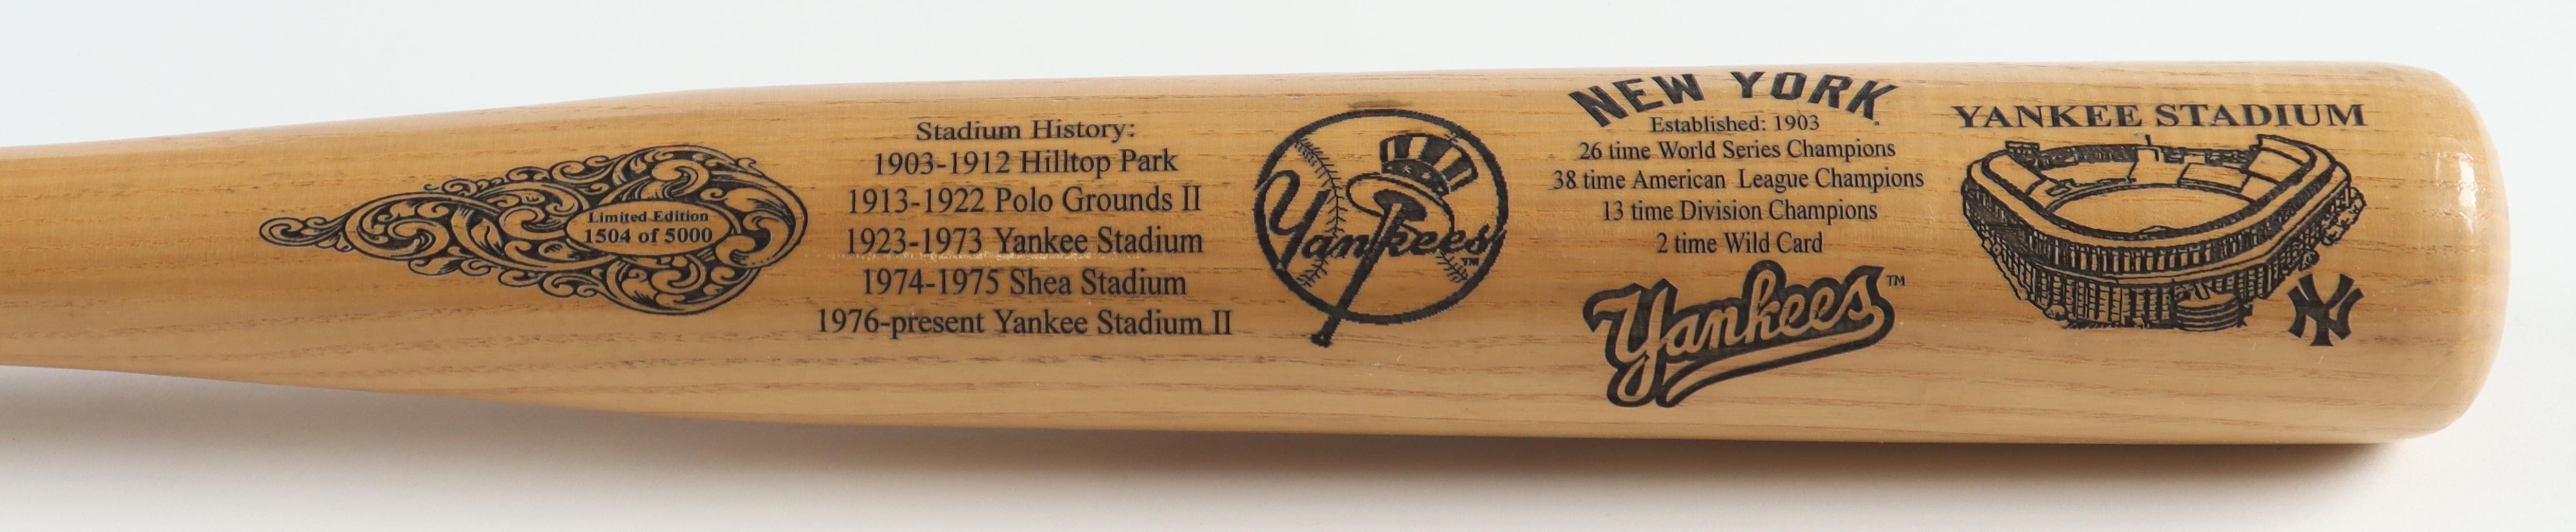 Limited Edition
1504 of 5000
Stadium History:
1903-1912 Hilltop Park
1913-1922 Polo Grounds II
1923-1973 Yankee Stadium
1974-1975 Shea Stadium
1976-present Yankee Stadium II
Yankees™
NEW YORK
Established: 1903
26 time World Series Champions
38 time American League Champions
13 time Division Champions
2 time Wild Card
Yankees™
YANKEE STADIUM
NY